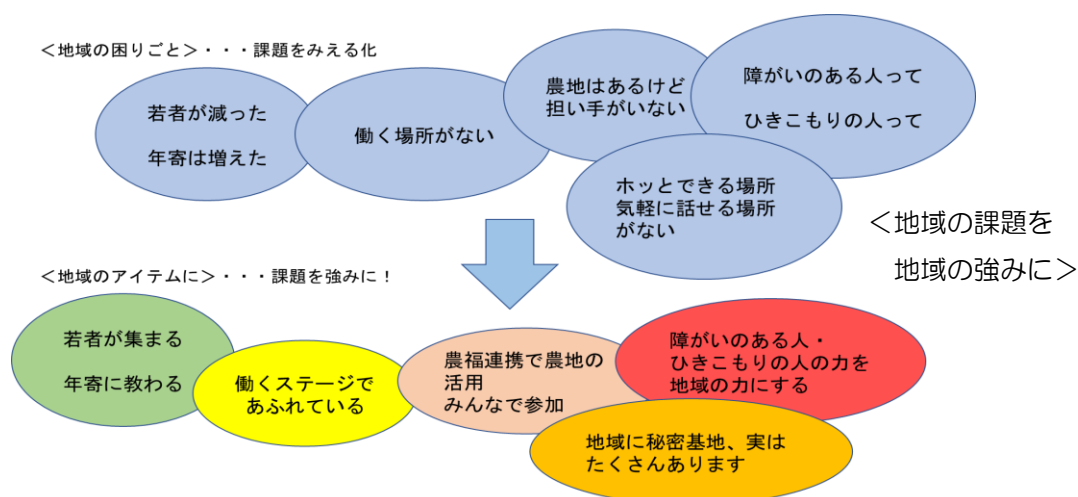 ＜地域の困りごと＞・・・課題をみえる化
若者が減った
年寄は増えた
働く場所がない
農地はあるけど
担い手がいない
障がいのある人って
ひきこもりの人って
ホッとできる場所
気軽に話せる場所
がない
＜地域の課題を
地域の強みに＞
＜地域のアイテムに＞・・・課題を強みに！
若者が集まる
年寄に教わる
働くステージで
あふれている
農福連携で農地の
活用
みんなで参加
障がいのある人・
ひきこもりの人の力を
地域の力にする
地域に秘密基地、実は
たくさんあります